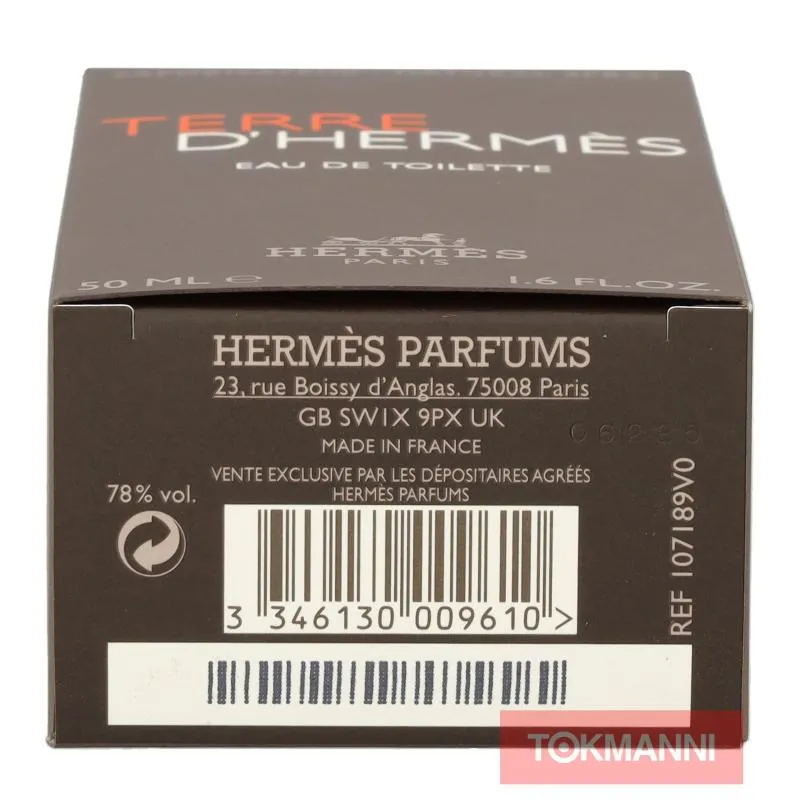 TERRE
D'HERMÈS
EAU DE TOILETTE
HERMÈS
PARIS
50 ML e 1.6 FL.OZ.
HERMÈS PARFUMS
23, rue Boissy d'Anglas. 75008 Paris
GB SW1X 9PX UK
MADE IN FRANCE
VENTE EXCLUSIVE PAR LES DÉPOSITAIRES AGRÉÉS
HERMÈS PARFUMS
78% vol.
3 346130 009610 >
REF 107189V0
TOKMANNI